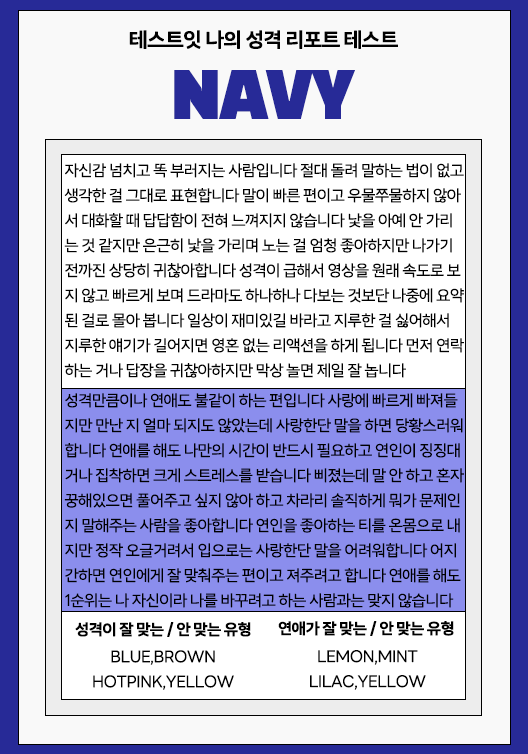 테스트잇 나의 성격 리포트 테스트
NAVY
자신감 넘치고 똑 부러지는 사람입니다 절대 돌려 말하는 법이 없고
생각한 걸 그대로 표현합니다 말이 빠른 편이고 우물쭈물하지 않아
서 대화할 때 답답함이 전혀 느껴지지 않습니다 낯을 아예 안 가리
는 것 같지만 은근히 낯을 가리며 노는 걸 엄청 좋아하지만 나가기
전까진 상당히 귀찮아합니다 성격이 급해서 영상을 원래 속도로 보
지 않고 빠르게 보며 드라마도 하나하나 다보는 것보단 나중에 요약
된 걸로 몰아 봅니다 일상이 재미있길 바라고 지루한 걸 싫어해서
지루한 얘기가 길어지면 영혼 없는 리액션을 하게 됩니다 먼저 연락
하는 거나 답장을 귀찮아하지만 막상 놀면 제일 잘 놉니다
성격만큼이나 연애도 불같이 하는 편입니다 사랑에 빠르게 빠져들
지만 만난 지 얼마 되지도 않았는데 사랑한단 말을 하면 당황스러워
합니다 연애를 해도 나만의 시간이 반드시 필요하고 연인이 징징대
거나 집착하면 크게 스트레스를 받습니다 삐졌는데 말 안 하고 혼자
꽁해있으면 풀어주고 싶지 않아 하고 차라리 솔직하게 뭐가 문제인
지 말해주는 사람을 좋아합니다 연인을 좋아하는 티를 온몸으로 내
지만 정작 오글거려서 입으로는 사랑한단 말을 어려워합니다 어지
간하면 연인에게 잘 맞춰주는 편이고 져주려고 합니다 연애를 해도
1순위는 나 자신이라 나를 바꾸려고 하는 사람과는 맞지 않습니다
성격이 잘 맞는 / 안 맞는 유형
BLUE,BROWN
HOTPINK,YELLOW
연애가 잘 맞는 / 안 맞는 유형
LEMON,MINT
LILAC,YELLOW